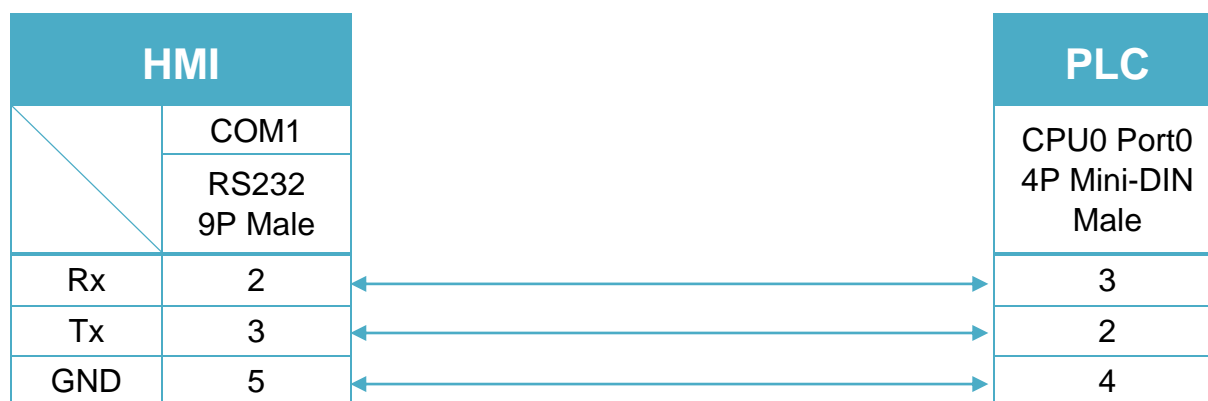 HMI
PLC
COM1
RS232
9P Male
CPU0 Port0
4P Mini-DIN
Male
Rx 2 3
Tx 3 2
GND 5 4